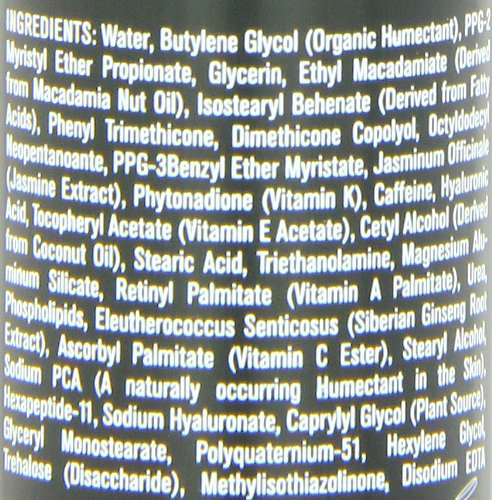 INGREDIENTS: Water, Butylene Glycol (Organic Humectant), PPG-2
Myristyl Ether Propionate, Glycerin, Ethyl Macadamiate (Derived
from Macadamia Nut Oil), Isostearyl Behenate (Derived from Fatty
Acids), Phenyl Trimethicone, Dimethicone Copolyol, Octyldodecyl
Neopentanoante, PPG-3Benzyl Ether Myristate, Jasminum Officinale
(Jasmine Extract), Phytonadione (Vitamin K), Caffeine, Hyaluronic
Acid, Tocopheryl Acetate (Vitamin E Acetate), Cetyl Alcohol (Derived
from Coconut Oil), Stearic Acid, Triethanolamine, Magnesium Alu-
minum Silicate, Retinyl Palmitate (Vitamin A Palmitate), Urea,
Phospholipids, Eleutherococcus Senticosus (Siberian Ginseng Root
Extract), Ascorbyl Palmitate (Vitamin C Ester), Stearyl Alcohol,
Sodium PCA (A naturally occurring Humectant in the Skin),
Hexapeptide-11, Sodium Hyaluronate, Caprylyl Glycol (Plant Source),
Glyceryl Monostearate, Polyquaternium-51, Hexylene Glycol,
Trehalose (Disaccharide), Methylisothiazolinone, Disodium EDTA